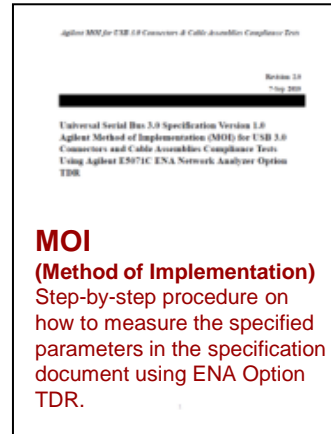 Agilent MOI for USB 3.0 Connectors & Cable Assemblies Compliance Tests
Revision 2.0
7-Sep 2010
Universal Serial Bus 3.0 Specification Version 1.0
Agilent Method of Implementation (MOI) for USB 3.0
Connectors and Cable Assemblies Compliance Tests
Using Agilent E5071C ENA Network Analyzer Option
TDR
MOI
(Method of Implementation)
Step-by-step procedure on
how to measure the specified
parameters in the specification
document using ENA Option
TDR.